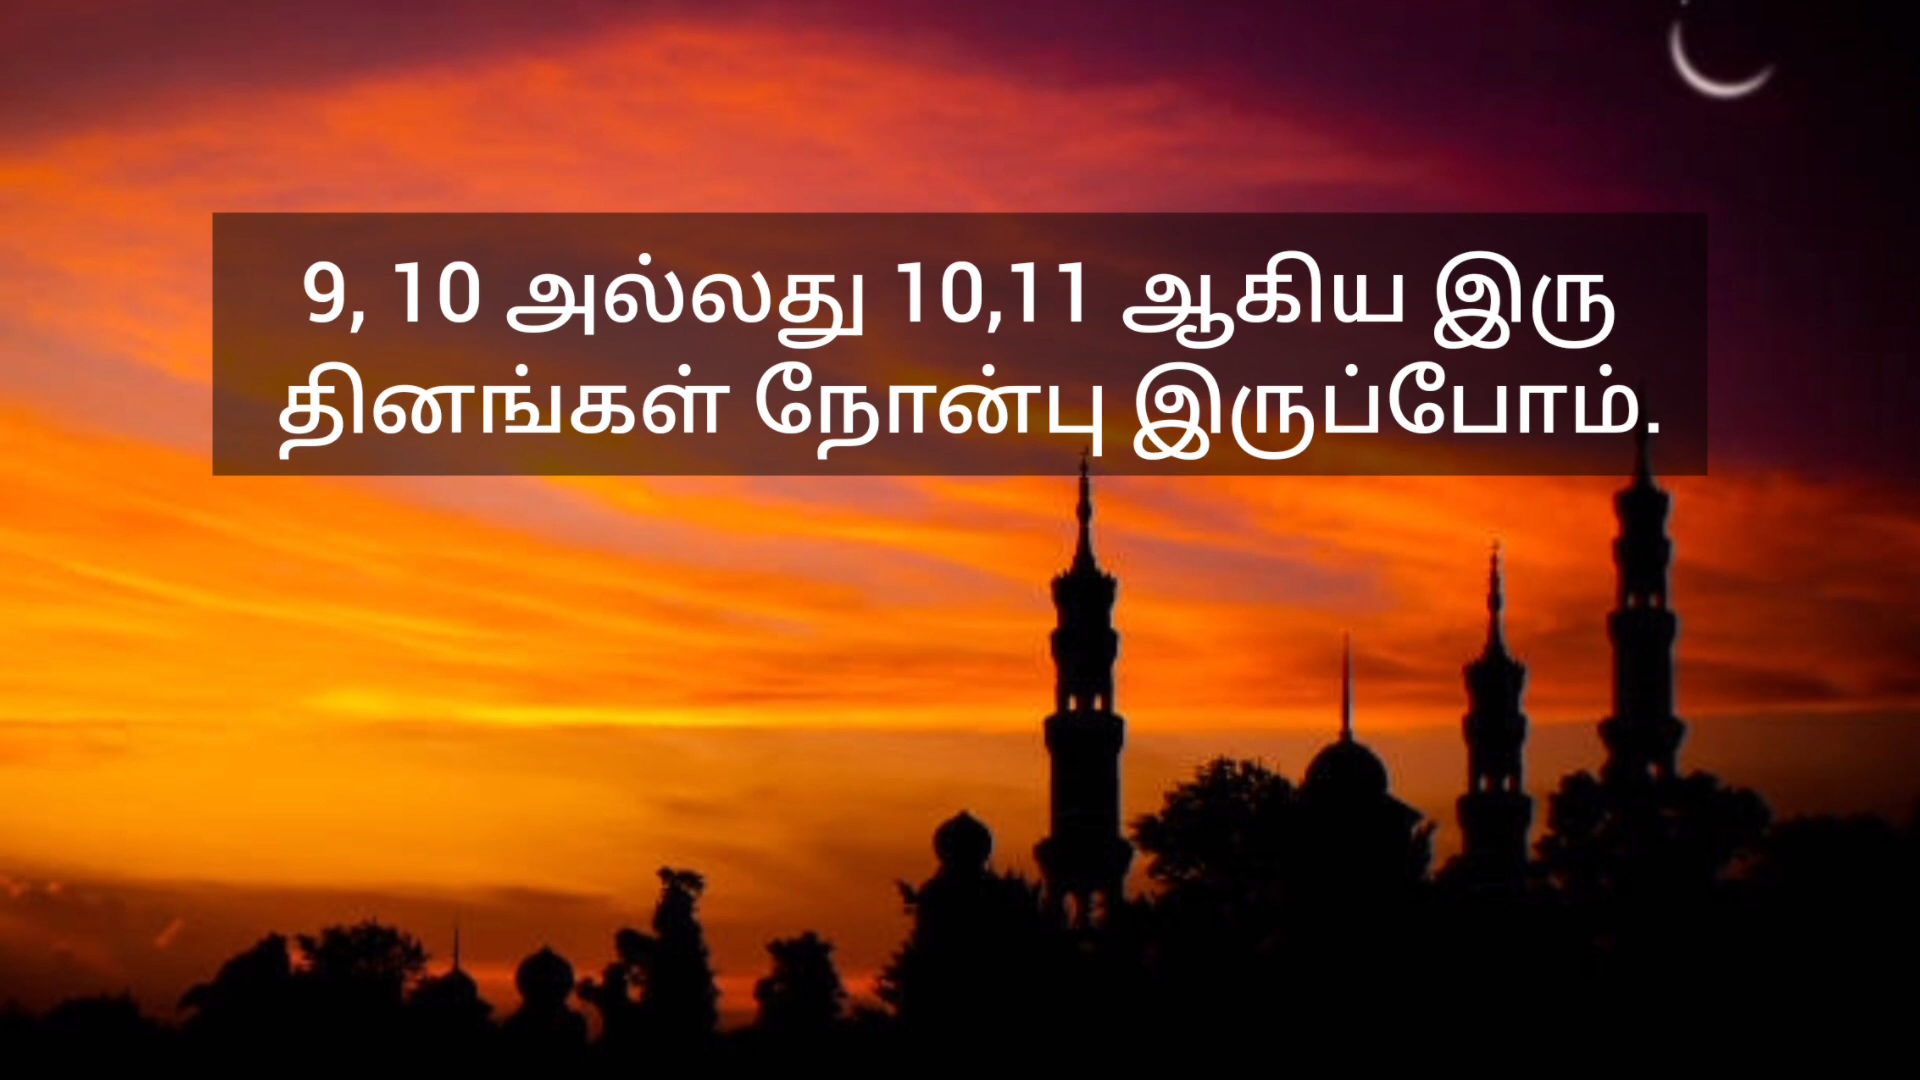 9, 10 அல்லது 10,11 ஆகிய இரு
தினங்கள் நோன்பு இருப்போம்.